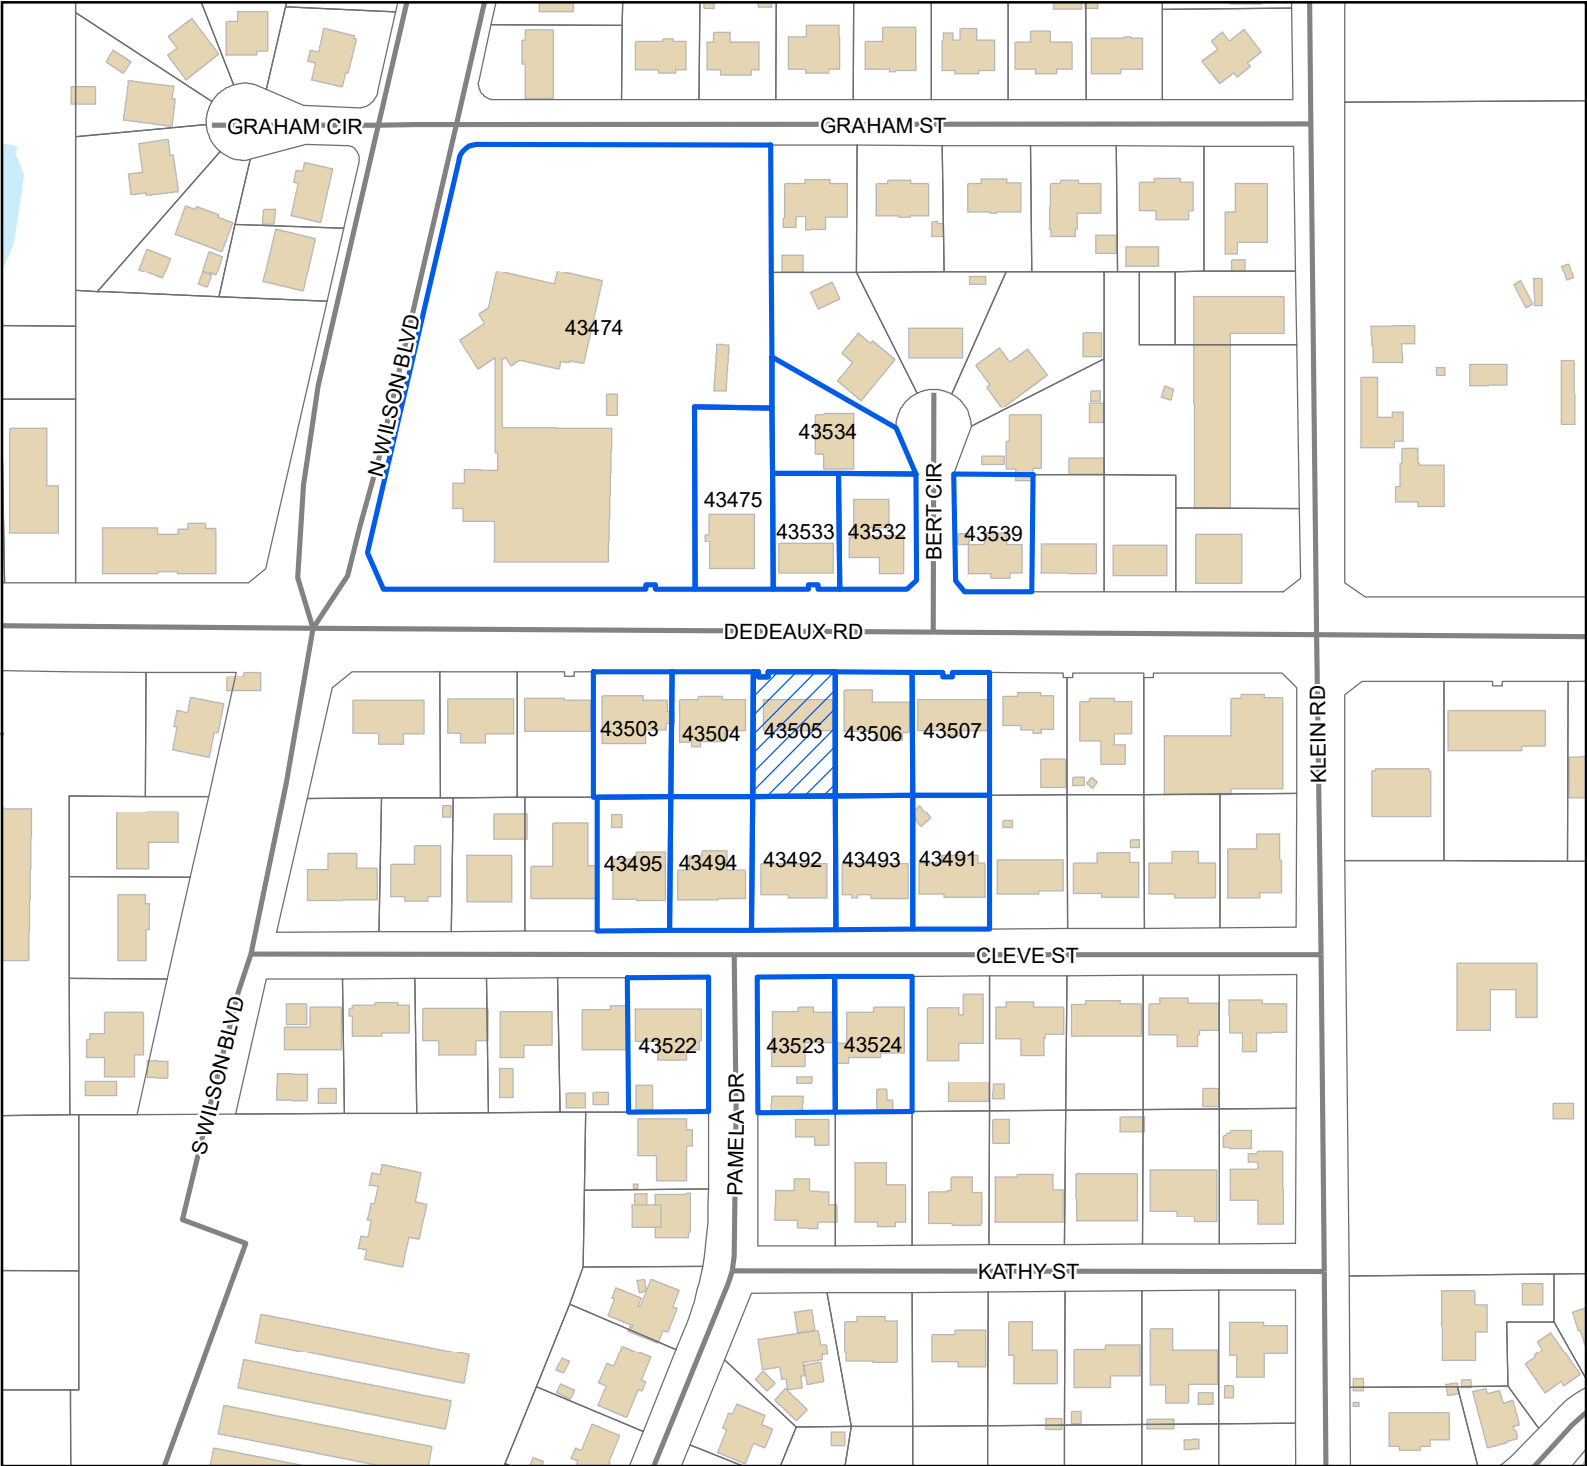 GRAHAM CIR
GRAHAM ST
43474
N WILSON BLVD
43534
43475
43533
43532
BERT CIR
43539
DEDEAUX RD
43503
43504
43505
43506
43507
KLEIN RD
43495
43494
43492
43493
43491
CLEVE ST
S WILSON BLVD
43522
43523
43524
PAMELA DR
KATHY ST